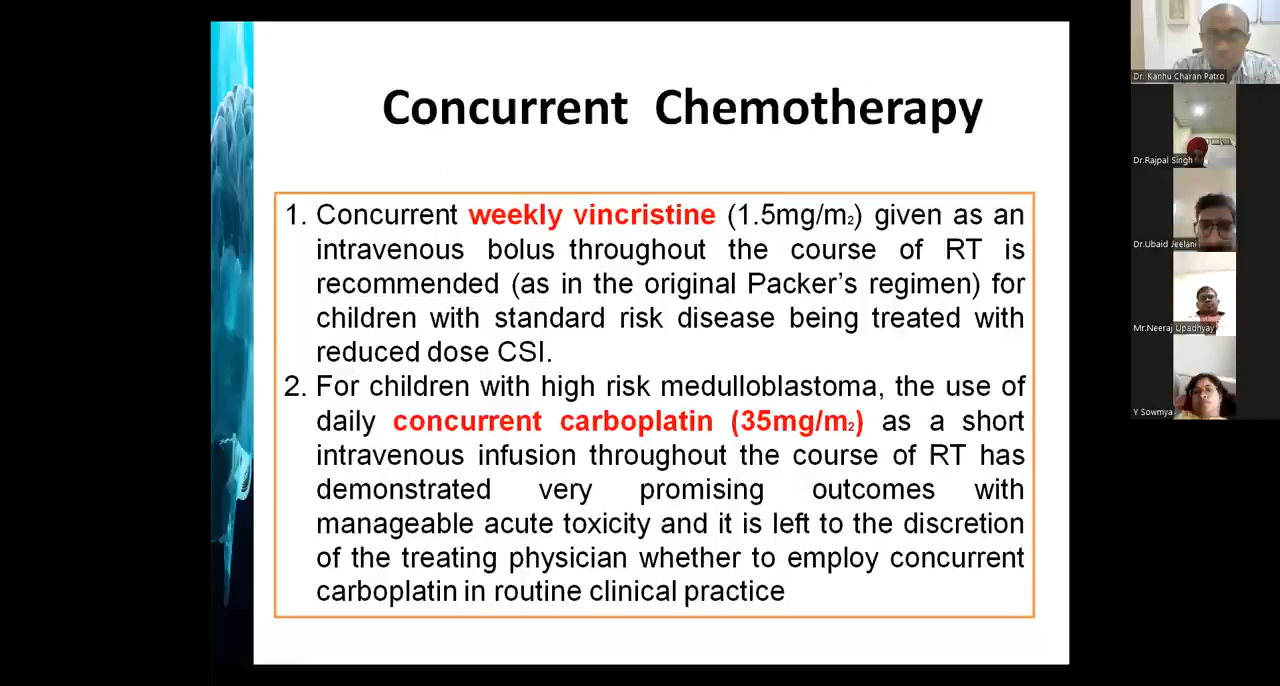 Concurrent Chemotherapy
1. Concurrent weekly vincristine (1.5mg/m₂) given as an
intravenous bolus throughout the course of RT is
recommended (as in the original Packer’s regimen) for
children with standard risk disease being treated with
reduced dose CSI.
2. For children with high risk medulloblastoma, the use of
daily concurrent carboplatin (35mg/m₂) as a short
intravenous infusion throughout the course of RT has
demonstrated very promising outcomes with
manageable acute toxicity and it is left to the discretion
of the treating physician whether to employ concurrent
carboplatin in routine clinical practice
Dr. Kanhu Charan Patro
Dr.Rajpal Singh
Dr.Ubaid Jeelani
Mr.Neeraj Upadhyay
Y Sowmya